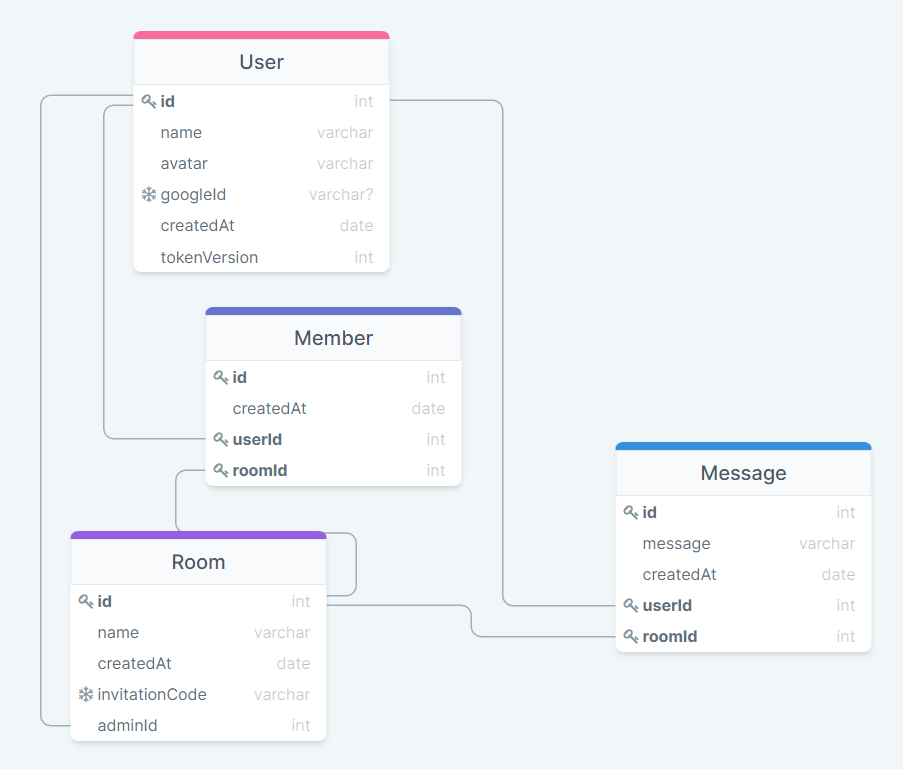 User
id int
name varchar
avatar varchar
googleId varchar?
createdAt date
tokenVersion int
Member
id int
createdAt date
userId int
roomId int
Message
id int
message varchar
createdAt date
userId int
roomId int
Room
id int
name varchar
createdAt date
invitationCode varchar
adminId int